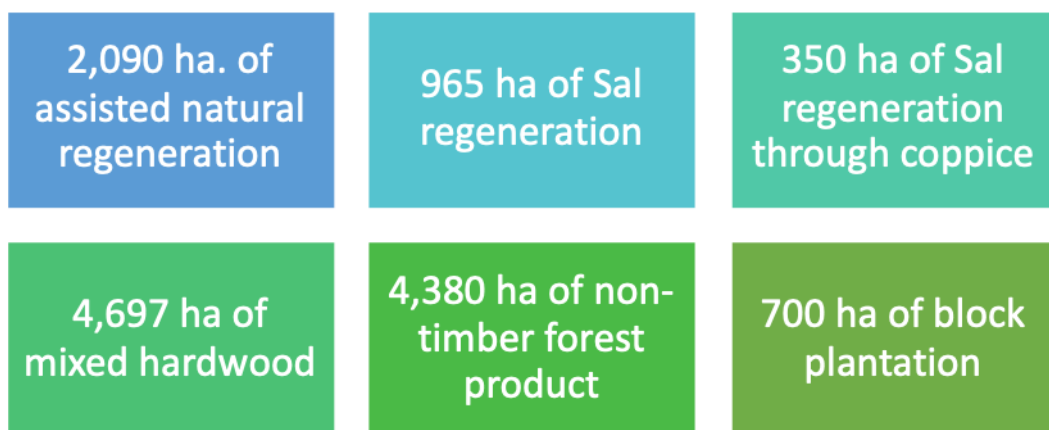 2,090 ha. of
assisted natural
regeneration
965 ha of Sal
regeneration
350 ha of Sal
regeneration
through coppice
4,697 ha of
mixed hardwood
4,380 ha of non-
timber forest
product
700 ha of block
plantation